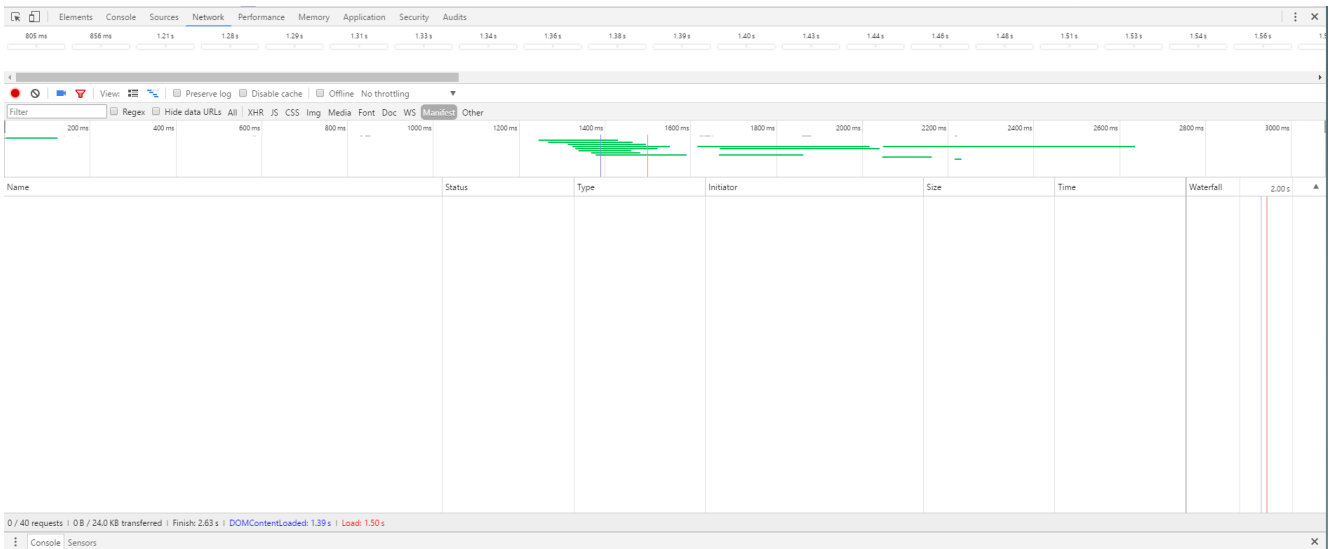 Elements Console Sources Network Performance Memory Application Security Audits
805 ms 856 ms 1.21 s 1.28 s 1.29 s 1.31 s 1.33 s 1.34 s 1.36 s 1.38 s 1.39 s 1.40 s 1.43 s 1.44 s 1.46 s 1.48 s 1.51 s 1.53 s 1.54 s 1.56 s
View: Preserve log Disable cache Offline No throttling
Filter Regex Hide data URLs All XHR JS CSS Img Media Font Doc WS Manifest Other
200 ms 400 ms 600 ms 800 ms 1000 ms 1200 ms 1400 ms 1600 ms 1800 ms 2000 ms 2200 ms 2400 ms 2600 ms 2800 ms 3000 ms
Name Status Type Initiator Size Time Waterfall 2.00 s
0 / 40 requests | 0 B / 24.0 KB transferred | Finish: 2.63 s | DOMContentLoaded: 1.39 s | Load: 1.50 s
Console Sensors